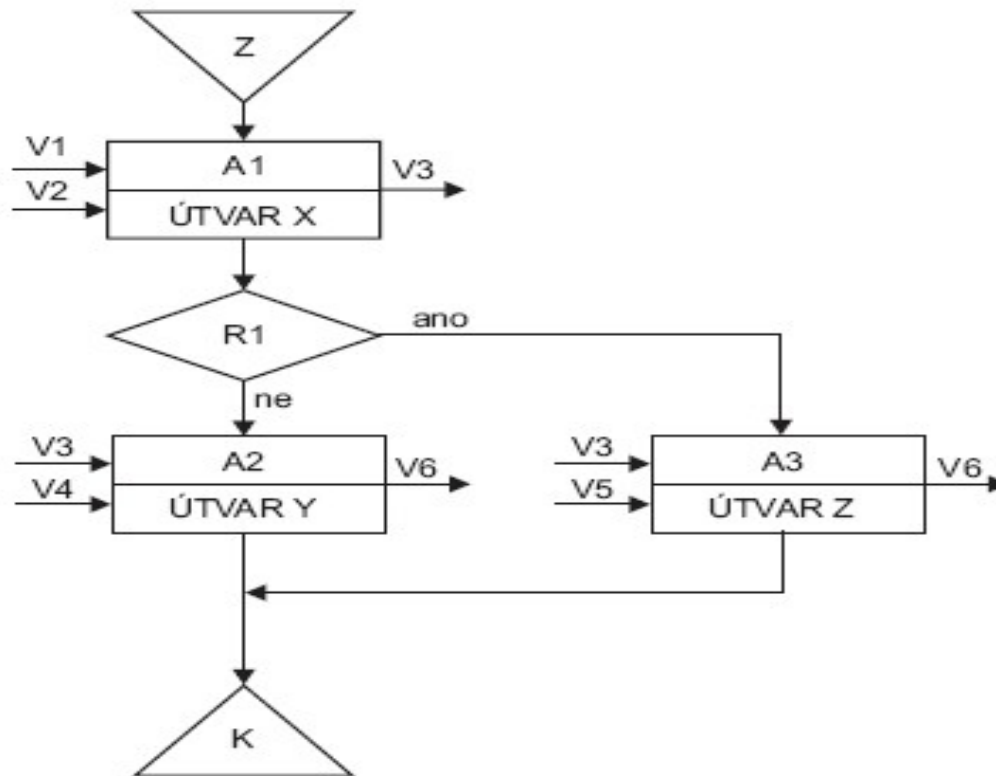 Z
V1
A1
V3
V2
ÚTVAR X
R1
ano
ne
V3
A2
V6
V4
ÚTVAR Y
V3
A3
V6
V5
ÚTVAR Z
K